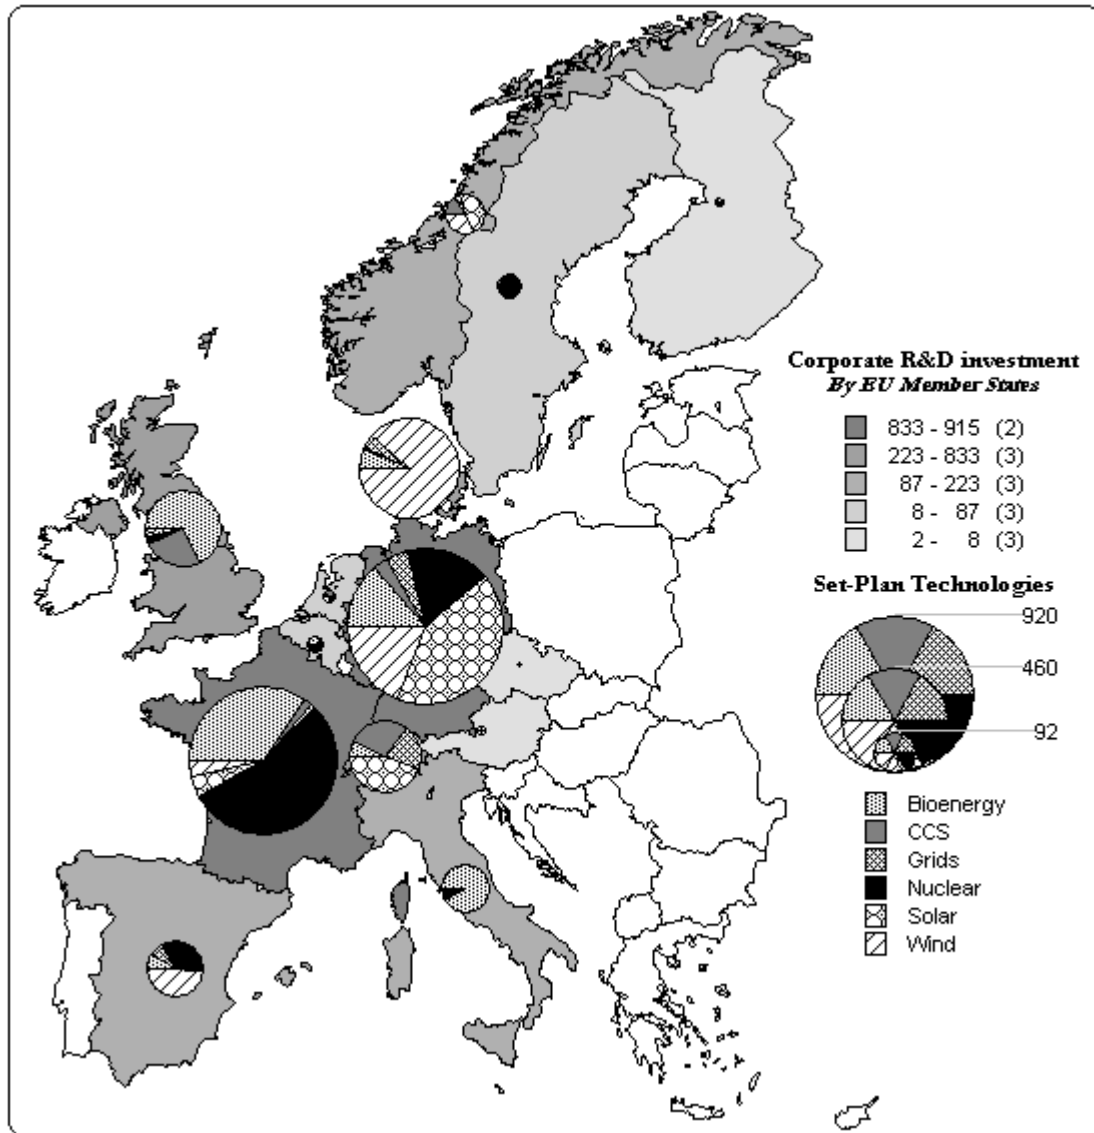 Corporate R&D investment
By EU Member States
833 - 915 (2)
223 - 833 (3)
87 - 223 (3)
8 - 87 (3)
2 - 8 (3)
Set-Plan Technologies
920
460
92
Bioenergy
CCS
Grids
Nuclear
Solar
Wind